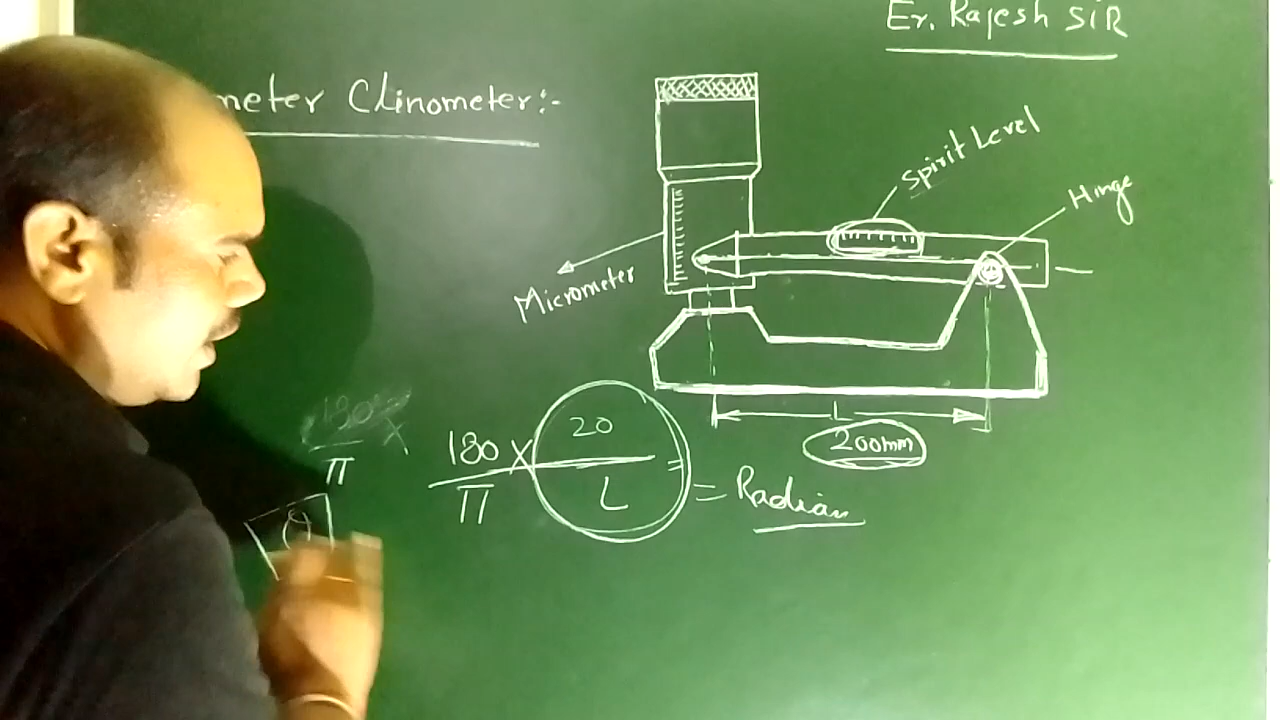 Er. Rajesh SIR
meter Clinometer:-
Spirit Level
Hinge
Micrometer
L
200mm
180 x
π
180 x 20 = Radian
π L
θ